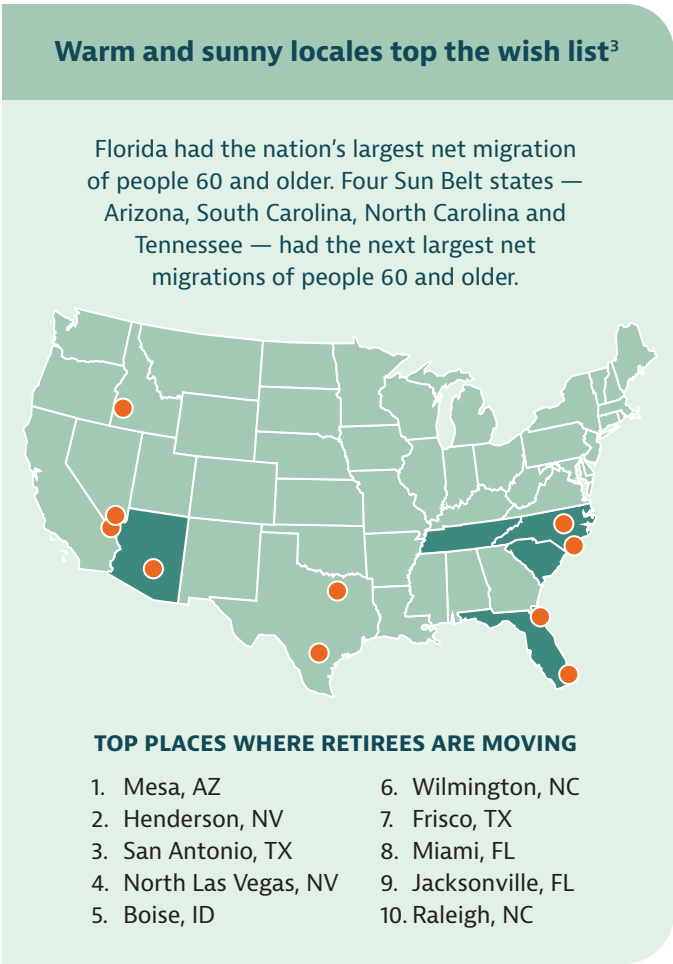 Warm and sunny locales top the wish list³
Florida had the nation's largest net migration
of people 60 and older. Four Sun Belt states —
Arizona, South Carolina, North Carolina and
Tennessee — had the next largest net
migrations of people 60 and older.
TOP PLACES WHERE RETIREES ARE MOVING
1. Mesa, AZ
2. Henderson, NV
3. San Antonio, TX
4. North Las Vegas, NV
5. Boise, ID
6. Wilmington, NC
7. Frisco, TX
8. Miami, FL
9. Jacksonville, FL
10. Raleigh, NC